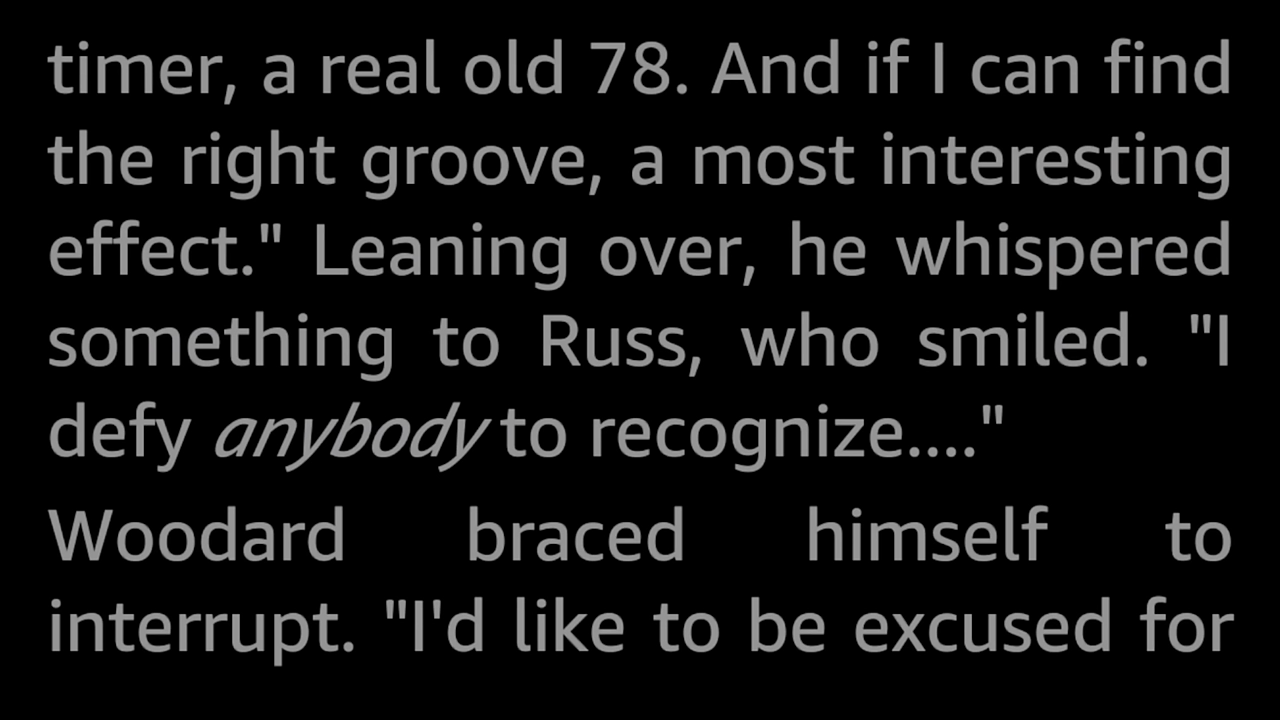 timer, a real old 78. And if I can find
the right groove, a most interesting
effect." Leaning over, he whispered
something to Russ, who smiled. "I
defy anybody to recognize...."
Woodard braced himself to
interrupt. "I'd like to be excused for